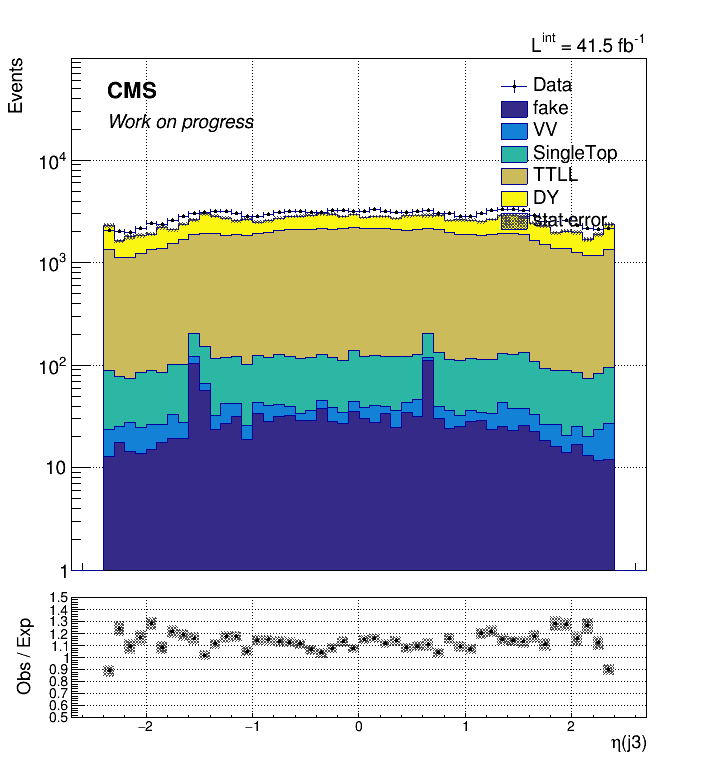 L^int = 41.5 fb^-1
Events
CMS
Work on progress
Data
fake
VV
SingleTop
TTLL
DY
stat error
10^4
10^3
10^2
10
1
Obs / Exp
1.5
1.4
1.3
1.2
1.1
1
0.9
0.8
0.7
0.6
0.5
−2
−1
0
1
2
η(j3)